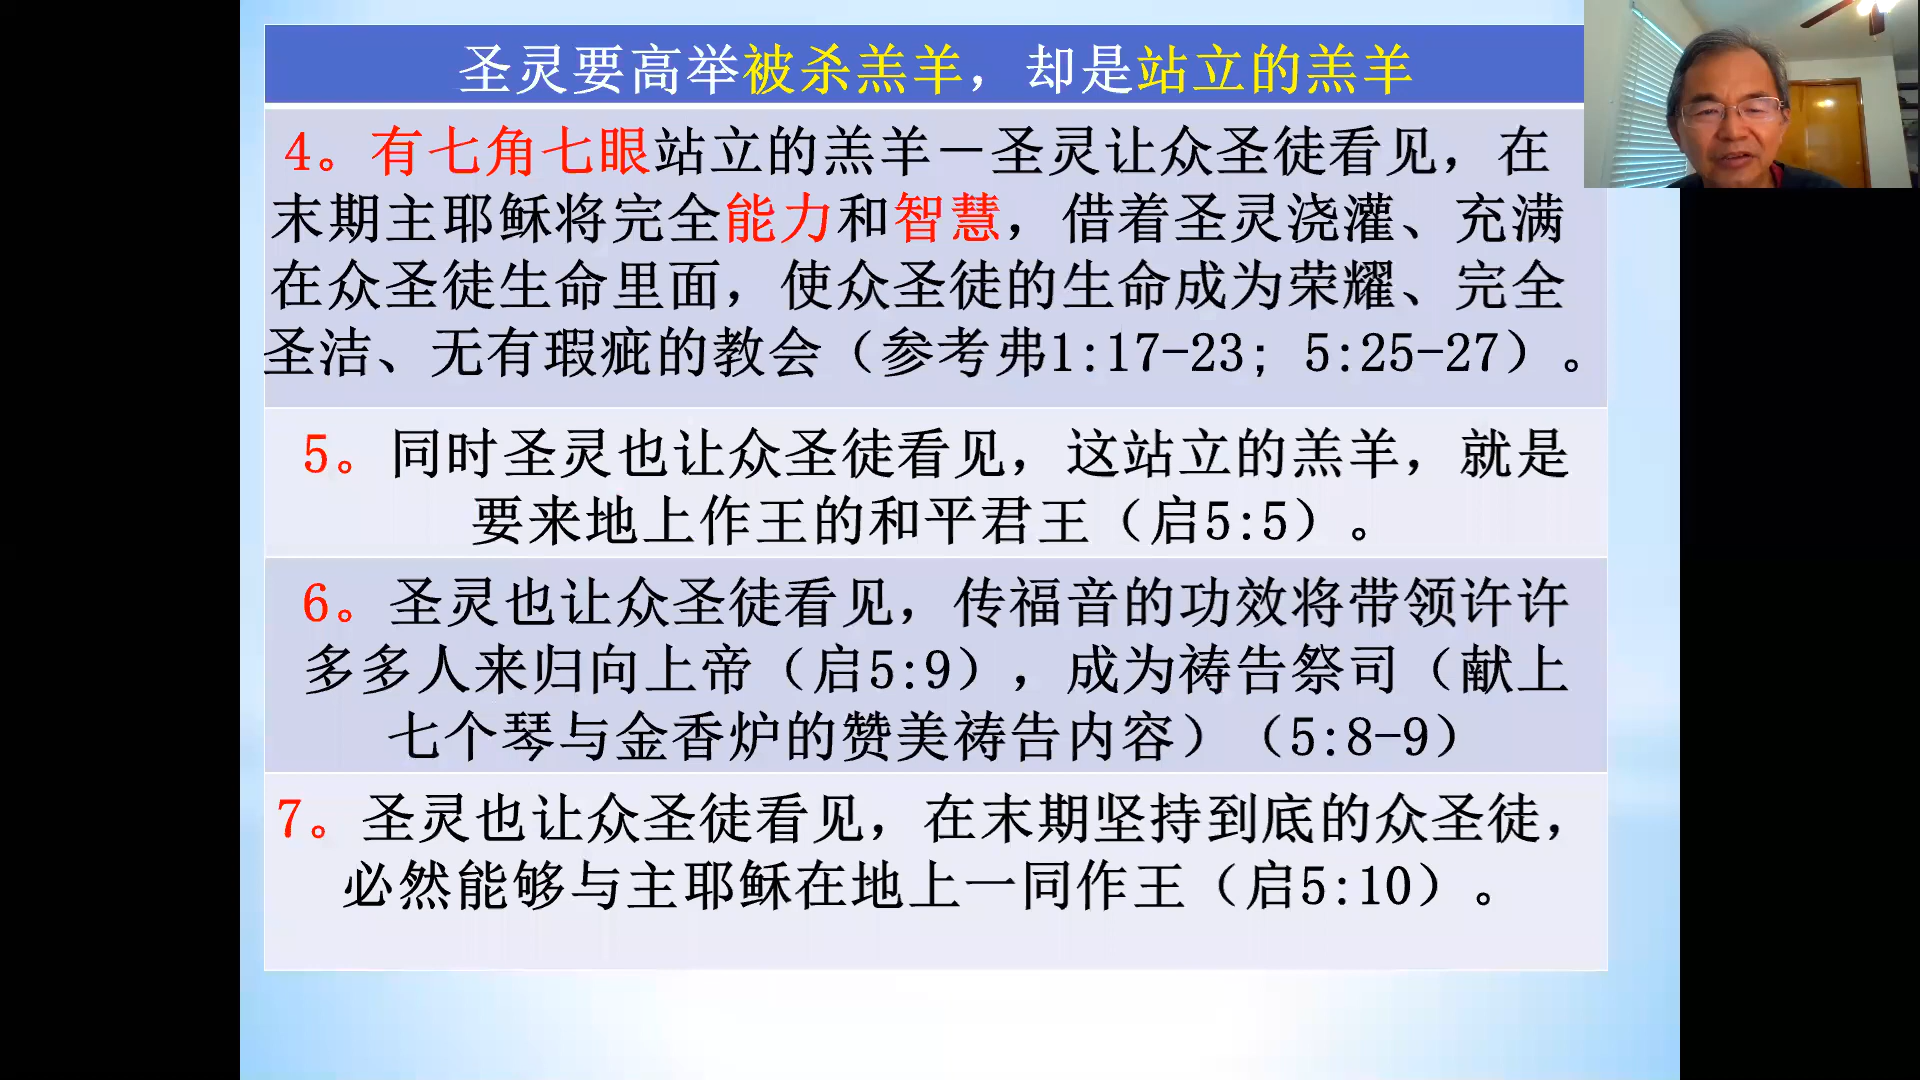 圣灵要高举被杀羔羊，却是站立的羔羊
4。有七角七眼站立的羔羊－圣灵让众圣徒看见，在
末期主耶稣将完全能力和智慧，借着圣灵浇灌、充满
在众圣徒生命里面，使众圣徒的生命成为荣耀、完全
圣洁、无有瑕疵的教会（参考弗1:17-23；5:25-27）。
5。同时圣灵也让众圣徒看见，这站立的羔羊，就是
要来地上作王的和平君王（启5:5）。
6。圣灵也让众圣徒看见，传福音的功效将带领许许
多多人来归向上帝（启5:9），成为祷告祭司（献上
七个琴与金香炉的赞美祷告内容）（5:8-9）
7。圣灵也让众圣徒看见，在末期坚持到底的众圣徒，
必然能够与主耶稣在地上一同作王（启5:10）。